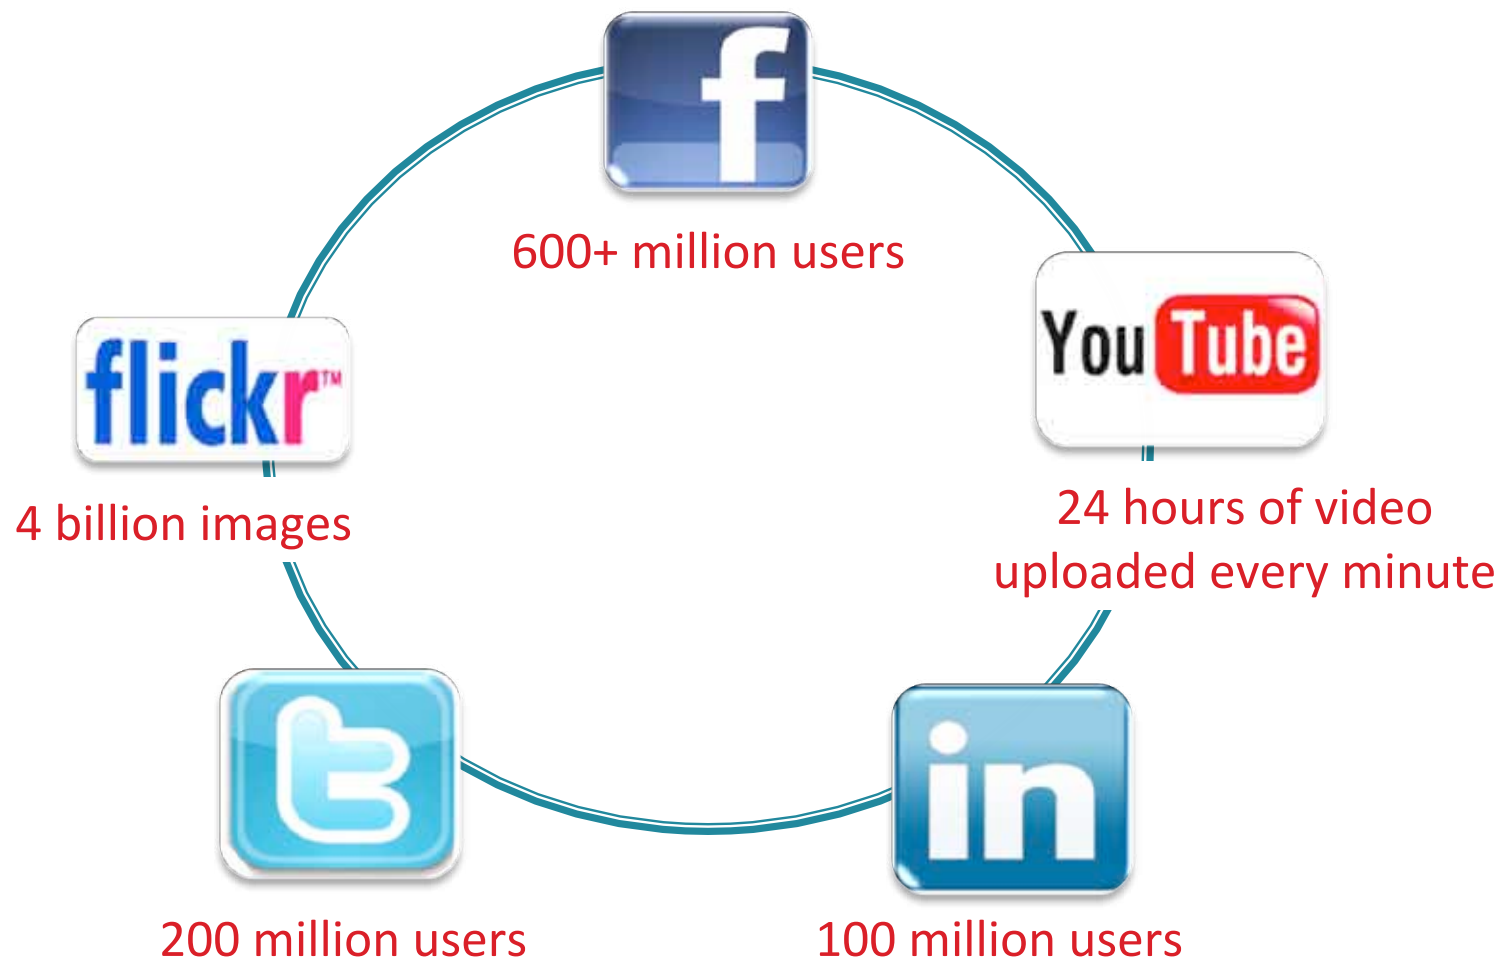 f
600+ million users
You Tube
flickr™
4 billion images
24 hours of video
uploaded every minute
t
in
200 million users
100 million users